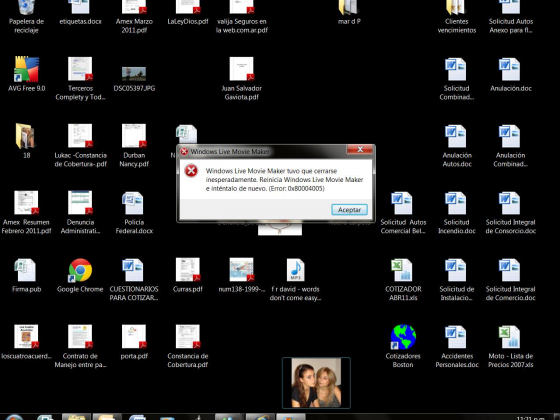 Papelera de
reciclaje
etiquetas.docx
Amex Marzo
2011.pdf
LaLeyDios.pdf
valija Seguros en
la web.com.ar.pdf
mar d P
Clientes
vencimientos
Solicitud Autos
Anexo para fl...
AVG Free 9.0
Terceros
Complety y Tod...
DSC05397.JPG
Juan Salvador
Gaviota.pdf
Solicitud
Combinad...
Anulación.doc
18
Lukac -Constancia
de Cobertura-.pdf
Durban
Nancy.pdf
Anulación
Autos.doc
Anulación
Combinad...
Windows Live Movie Maker
Windows Live Movie Maker tuvo que cerrarse
inesperadamente. Reinicia Windows Live Movie Maker
e inténtalo de nuevo. (Error: 0x80004005)
Aceptar
Amex Resumen
Febrero 2011.pdf
Denuncia
Administrati...
Policía
Federal.docx
Solicitud Autos
Comercial Bel...
Solicitud
Incendio.doc
Solicitud Integral
de Consorcio.doc
Firma.pub
Google Chrome
CUESTIONARIOS
PARA COTIZAR...
Curras.pdf
num138-1999-...
f r david - words
don't come easy...
COTIZADOR
ABR11.xls
Solicitud de
Instalacio...
Solicitud Integral
de Comercio.doc
loscuatroacuerd...
Contrato de
Manejo entre pa...
porta.pdf
Constancia de
Cobertura.pdf
Cotizadores
Boston
Accidentes
Personales.doc
Moto - Lista de
Precios 2007.xls